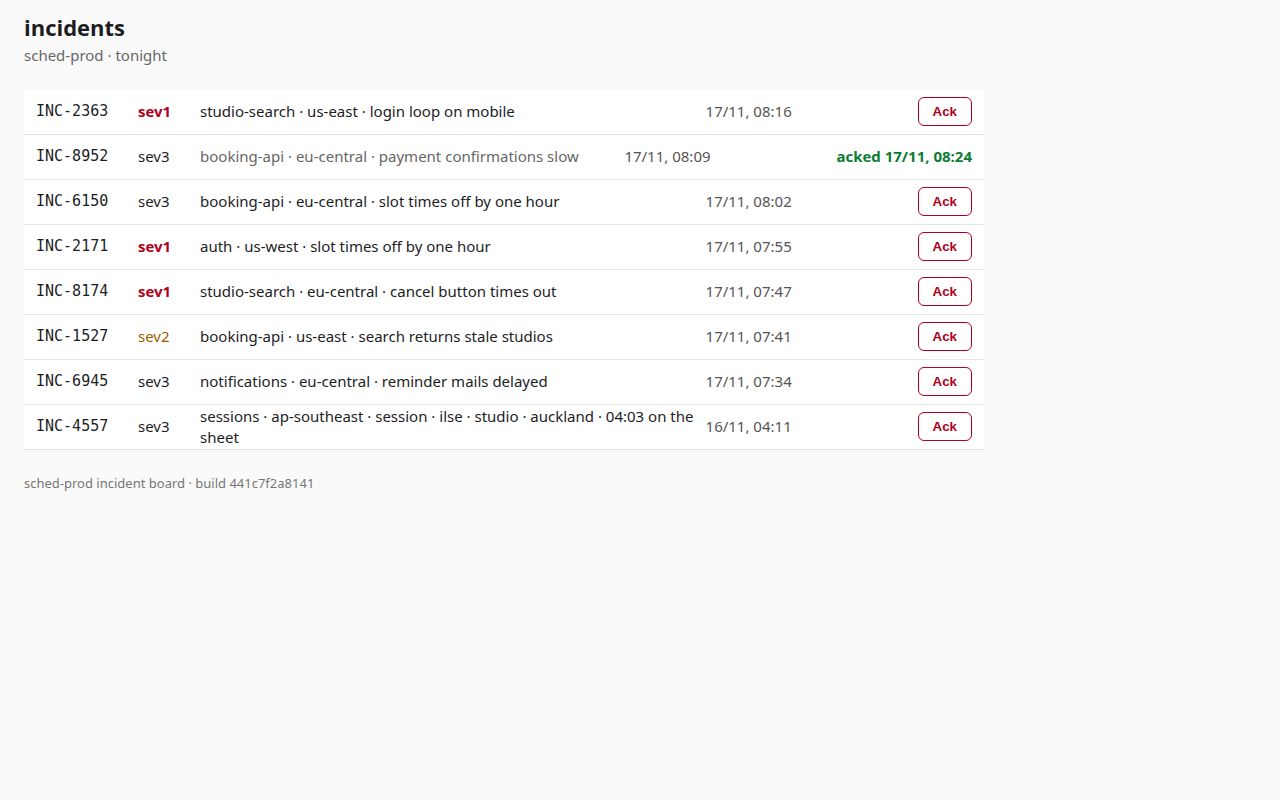 incidents
sched-prod · tonight
INC-2363 sev1 studio-search · us-east · login loop on mobile 17/11, 08:16 Ack
INC-8952 sev3 booking-api · eu-central · payment confirmations slow 17/11, 08:09 acked 17/11, 08:24
INC-6150 sev3 booking-api · eu-central · slot times off by one hour 17/11, 08:02 Ack
INC-2171 sev1 auth · us-west · slot times off by one hour 17/11, 07:55 Ack
INC-8174 sev1 studio-search · eu-central · cancel button times out 17/11, 07:47 Ack
INC-1527 sev2 booking-api · us-east · search returns stale studios 17/11, 07:41 Ack
INC-6945 sev3 notifications · eu-central · reminder mails delayed 17/11, 07:34 Ack
INC-4557 sev3 sessions · ap-southeast · session · ilse · studio · auckland · 04:03 on the 16/11, 04:11 Ack
sheet
sched-prod incident board · build 441c7f2a8141